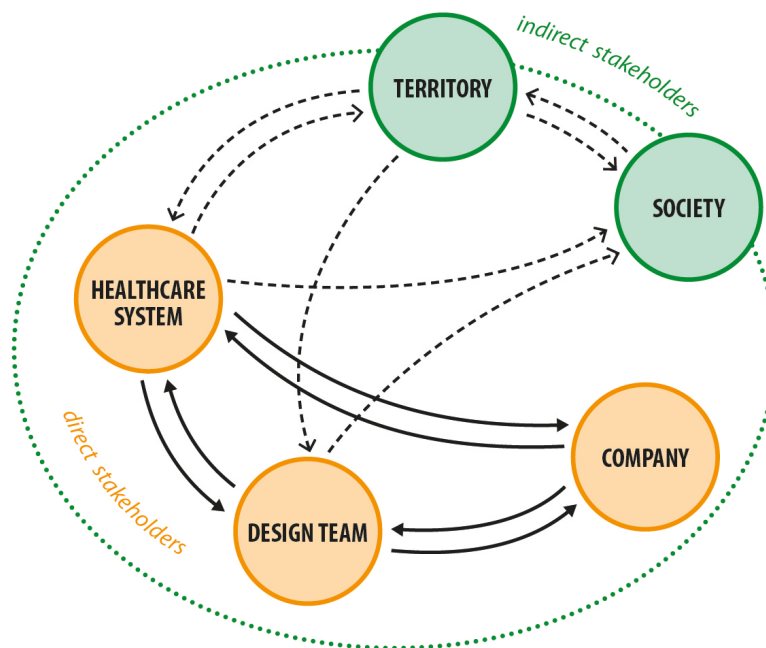 indirect stakeholders
TERRITORY
SOCIETY
HEALTHCARE
SYSTEM
COMPANY
direct stakeholders
DESIGN TEAM